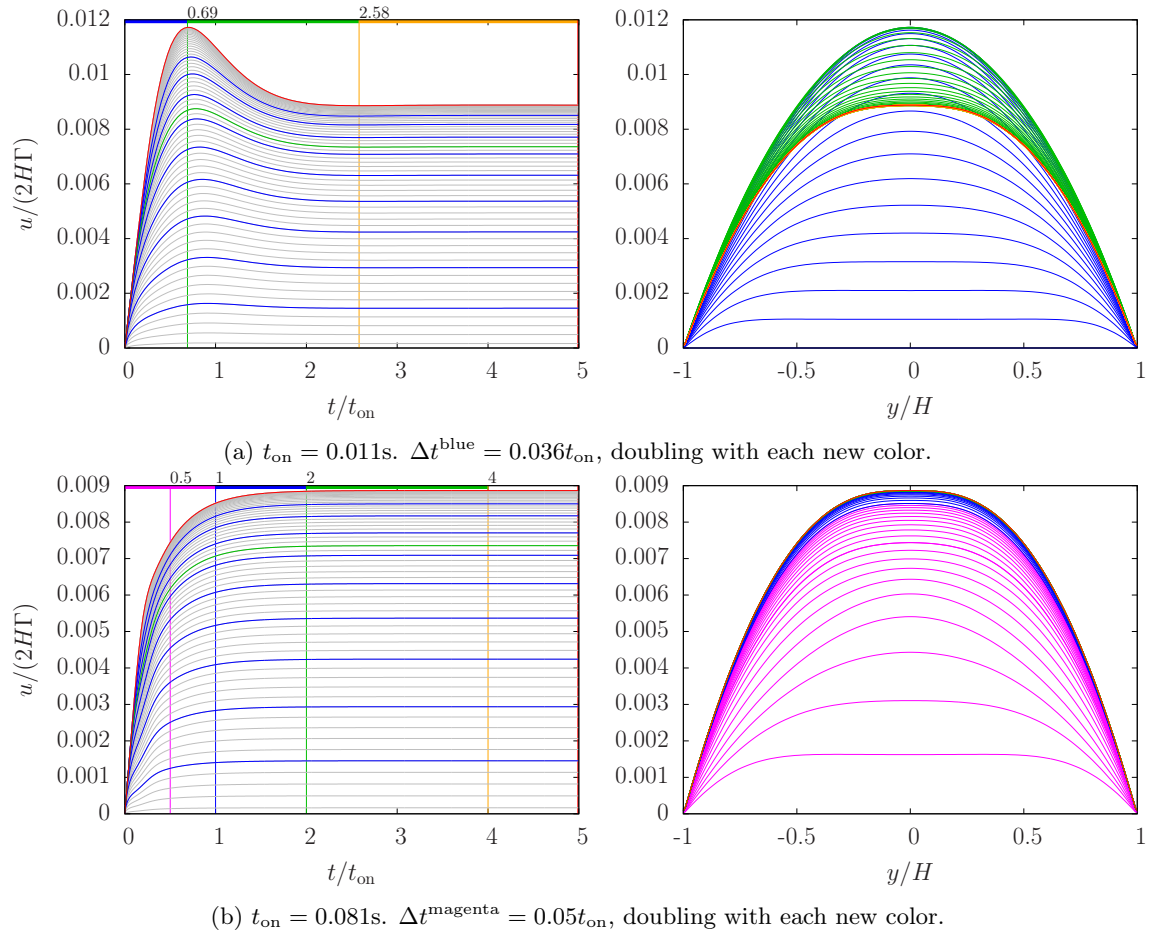 0.69 2.58
0.012
0.01
0.008
0.006
0.004
0.002
0
u/(2HΓ)
0 1 2 3 4 5
t/t_on
0.012
0.01
0.008
0.006
0.004
0.002
0
-1 -0.5 0 0.5 1
y/H
(a) t_on = 0.011s. Δt^blue = 0.036t_on, doubling with each new color.
0.5 1 2 4
0.009
0.008
0.007
0.006
0.005
0.004
0.003
0.002
0.001
0
u/(2HΓ)
0 1 2 3 4 5
t/t_on
0.009
0.008
0.007
0.006
0.005
0.004
0.003
0.002
0.001
0
-1 -0.5 0 0.5 1
y/H
(b) t_on = 0.081s. Δt^magenta = 0.05t_on, doubling with each new color.